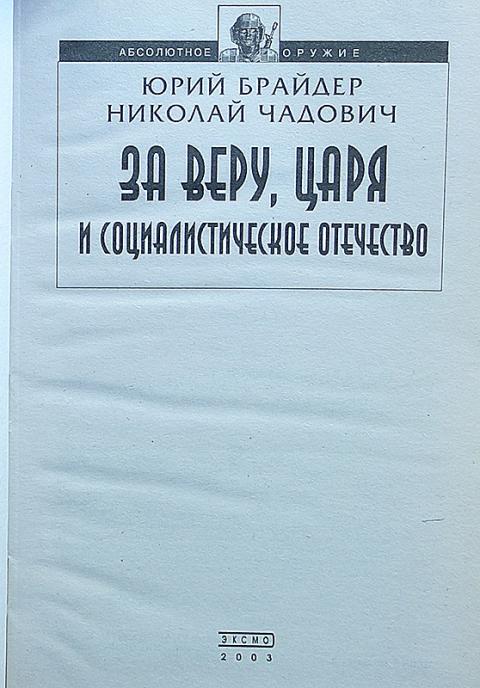 АБСОЛЮТНОЕ ОРУЖИЕ
ЮРИЙ БРАЙДЕР
НИКОЛАЙ ЧАДОВИЧ
ЗА ВЕРУ, ЦАРЯ
И СОЦИАЛИСТИЧЕСКОЕ ОТЕЧЕСТВО
ЭКСМО
2003